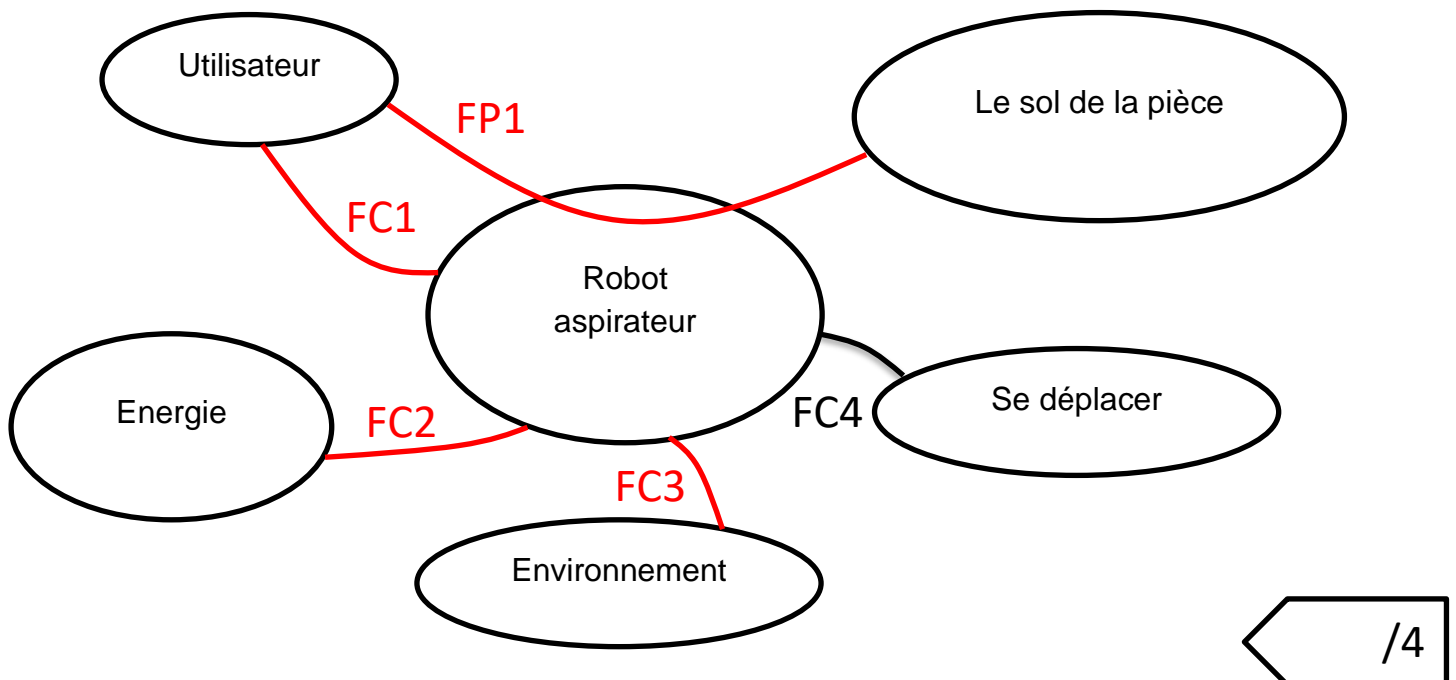 Utilisateur
Le sol de la pièce
FP1
FC1
Robot
aspirateur
Energie
FC2
FC4
Se déplacer
FC3
Environnement
/4